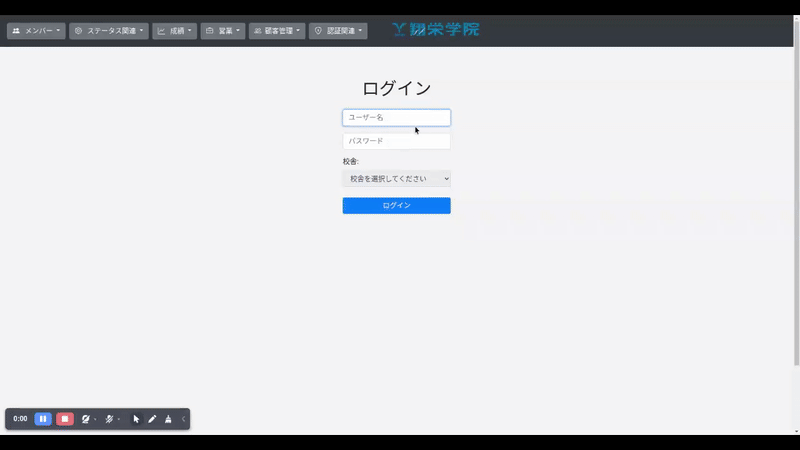 メンバー
ステータス関連
成績
営業
顧客管理
認証関連
翔栄学院
ログイン
ユーザー名
パスワード
校舎:
校舎を選択してください
ログイン
0:00